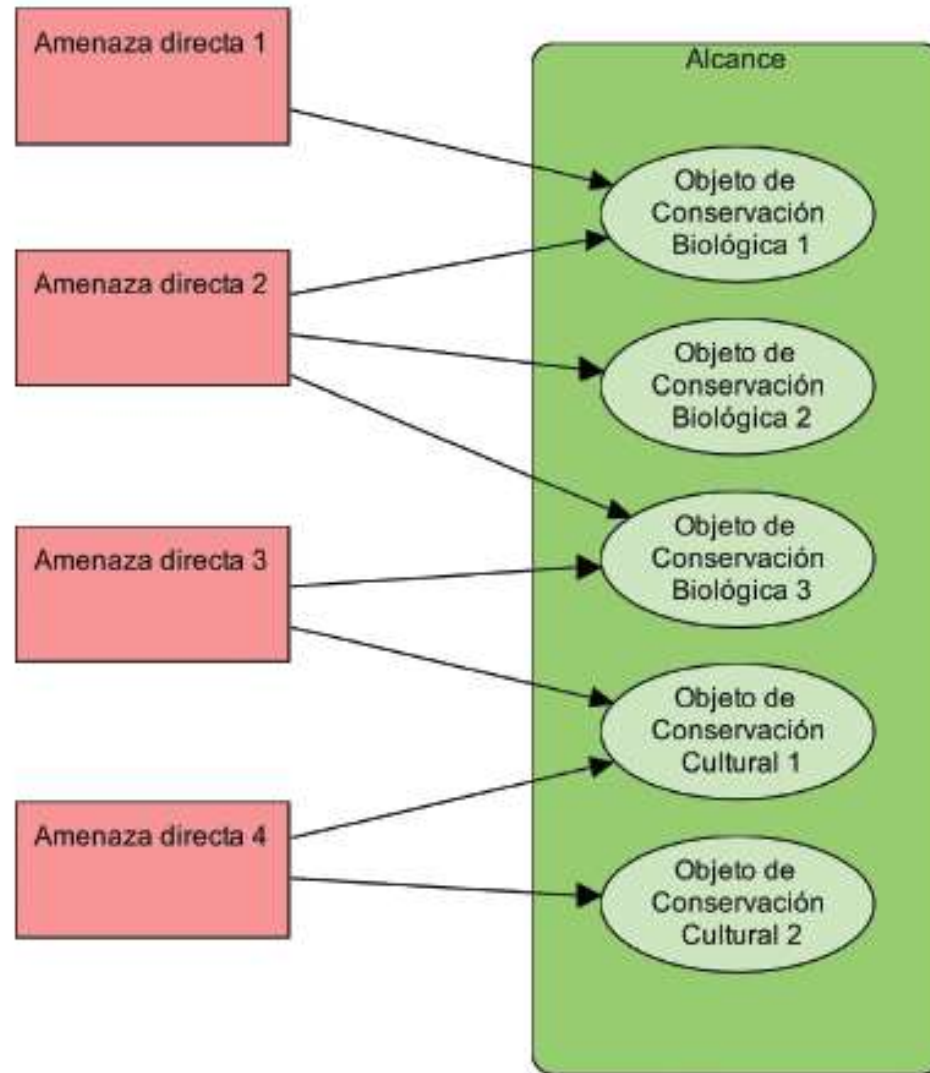 Amenaza directa 1
Alcance
Objeto de
Conservación
Biológica 1
Amenaza directa 2
Objeto de
Conservación
Biológica 2
Objeto de
Conservación
Biológica 3
Amenaza directa 3
Objeto de
Conservación
Cultural 1
Amenaza directa 4
Objeto de
Conservación
Cultural 2